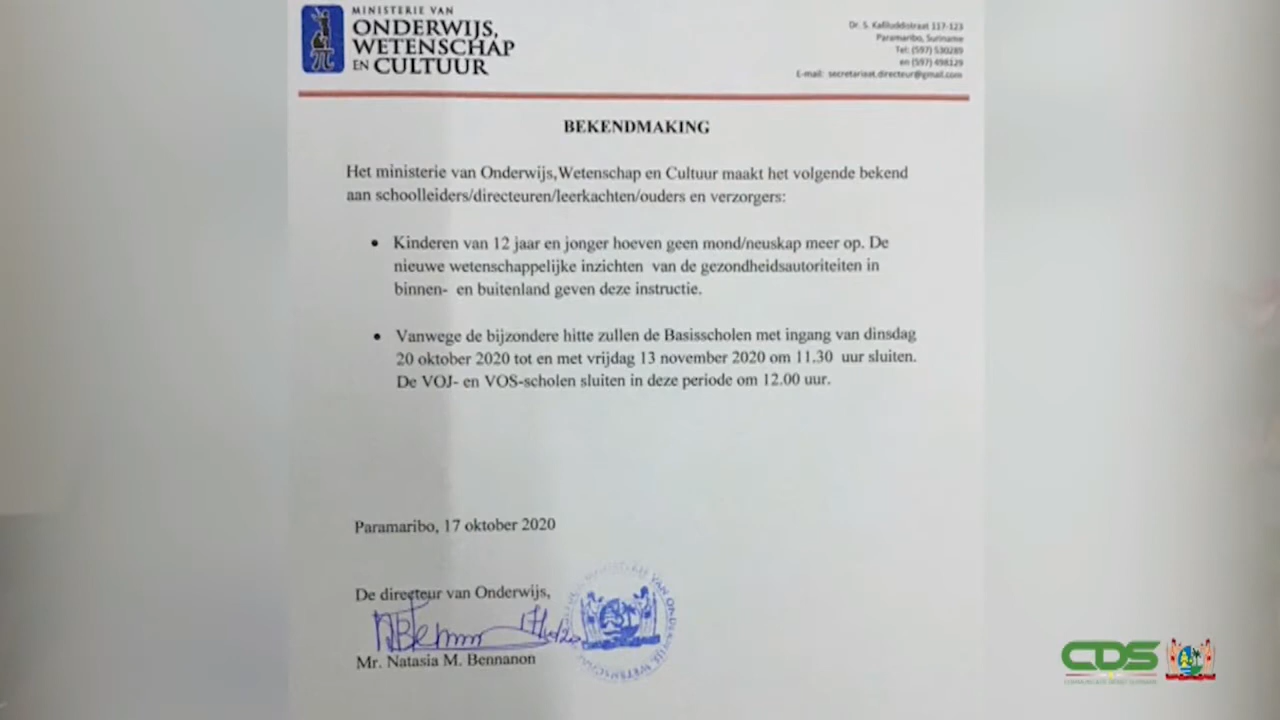 MINISTERIE VAN
ONDERWIJS,
WETENSCHAP
EN CULTUUR
Dr. S. Kafiluddistraat 117-123
Paramaribo, Suriname
Tel: (597) 530289
en (597) 498129
E-mail: secretariaat.directeur@gmail.com
BEKENDMAKING
Het ministerie van Onderwijs,Wetenschap en Cultuur maakt het volgende bekend
aan schoolleiders/directeuren/leerkachten/ouders en verzorgers:
• Kinderen van 12 jaar en jonger hoeven geen mond/neuskap meer op. De
nieuwe wetenschappelijke inzichten van de gezondheidsautoriteiten in
binnen- en buitenland geven deze instructie.
• Vanwege de bijzondere hitte zullen de Basisscholen met ingang van dinsdag
20 oktober 2020 tot en met vrijdag 13 november 2020 om 11.30 uur sluiten.
De VOJ- en VOS-scholen sluiten in deze periode om 12.00 uur.
Paramaribo, 17 oktober 2020
De directeur van Onderwijs,
Mr. Natasia M. Bennanon
MINISTERIE VAN ONDERWIJS WETENSCHAP
CDS